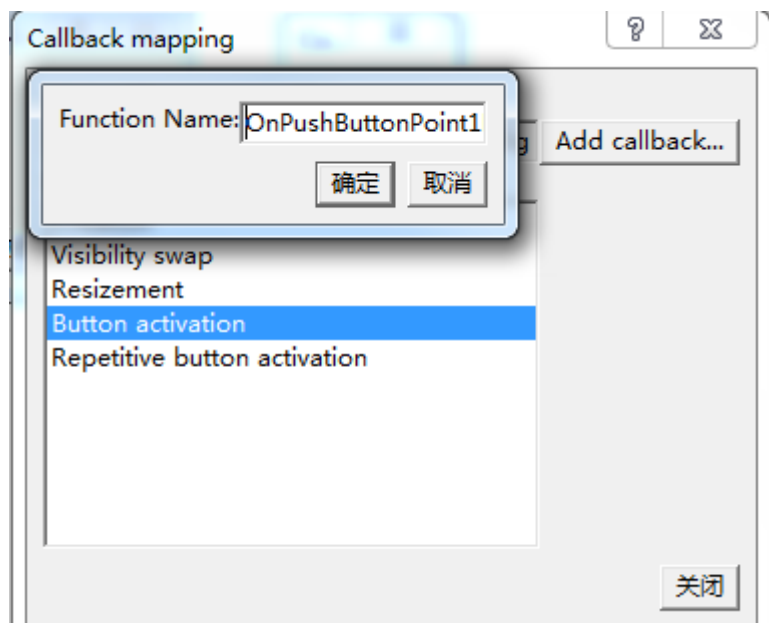 Callback mapping
Function Name: OnPushButtonPoint1
Add callback...
确定 取消
Visibility swap
Resizement
Button activation
Repetitive button activation
关闭